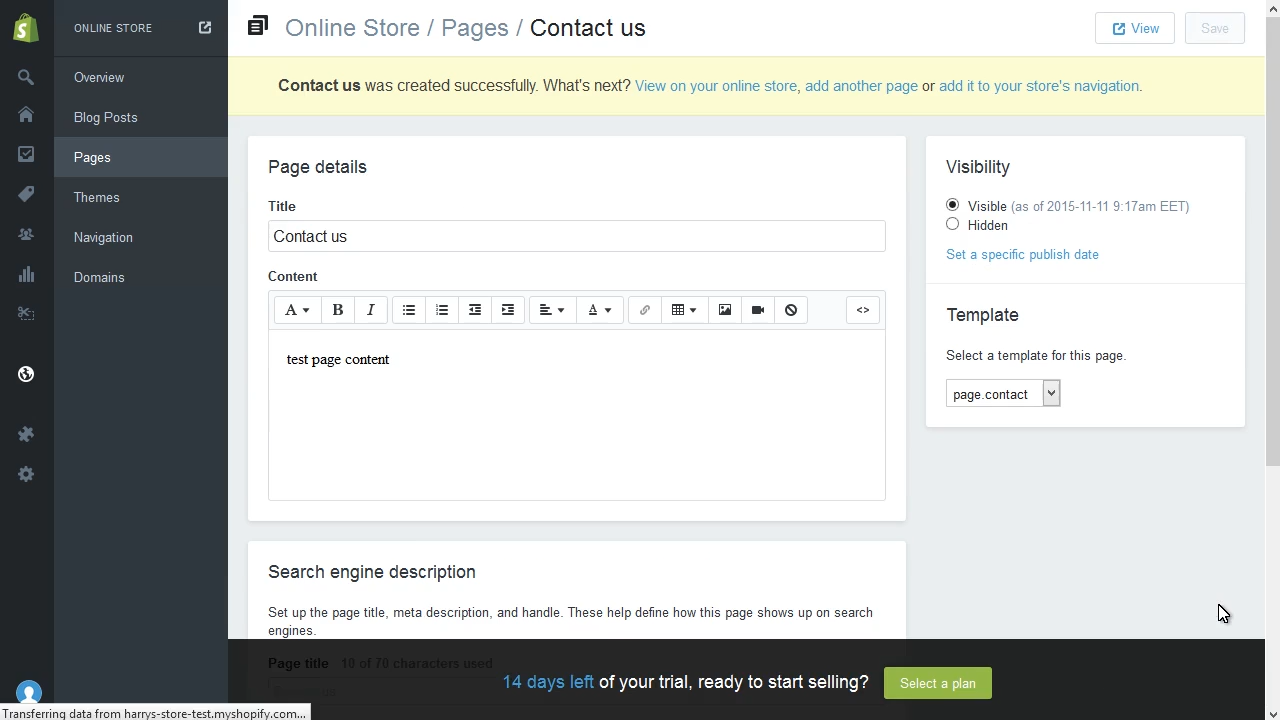 ONLINE STORE
Overview
Blog Posts
Pages
Themes
Navigation
Domains
Online Store / Pages / Contact us
View
Save
Contact us was created successfully. What's next? View on your online store, add another page or add it to your store's navigation.
Page details
Title
Contact us
Content
A B I A <>
test page content
Visibility
Visible (as of 2015-11-11 9:17am EET)
Hidden
Set a specific publish date
Template
Select a template for this page.
page.contact
Search engine description
Set up the page title, meta description, and handle. These help define how this page shows up on search
engines.
Page title 10 of 70 characters used
14 days left of your trial, ready to start selling?
Select a plan
Transferring data from harrys-store-test.myshopify.com...